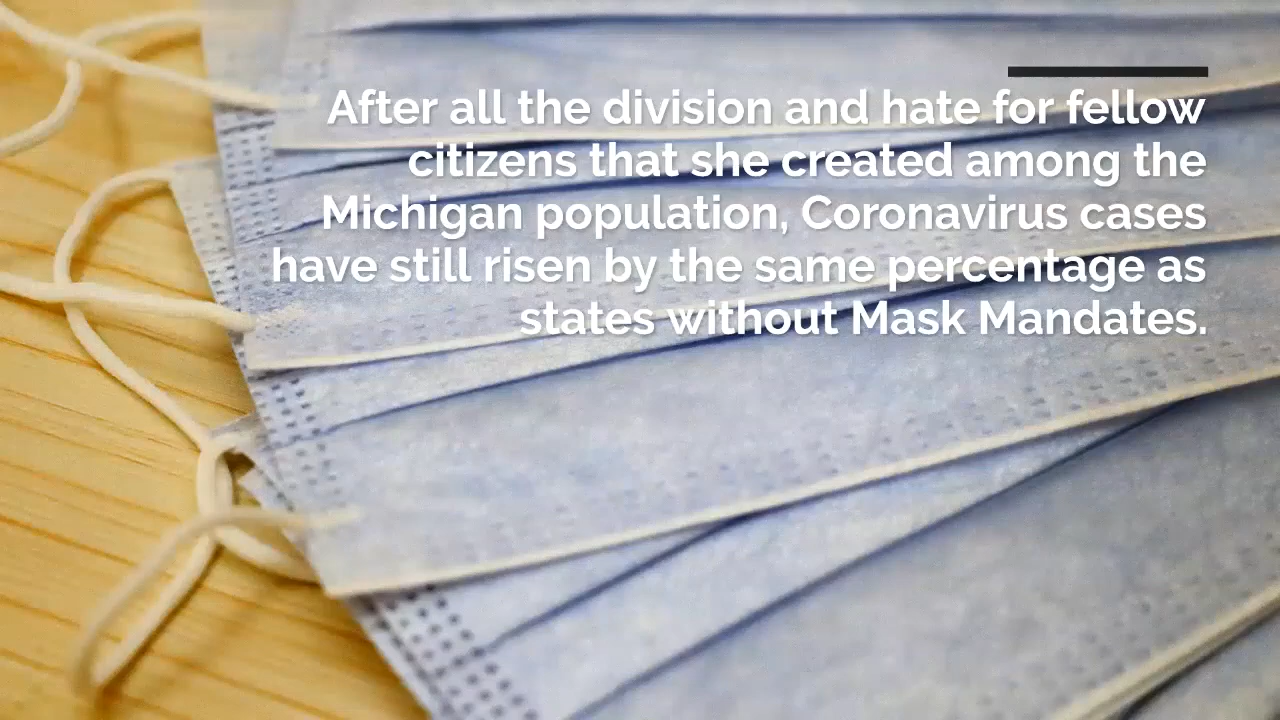 After all the division and hate for fellow
citizens that she created among the
Michigan population, Coronavirus cases
have still risen by the same percentage as
states without Mask Mandates.